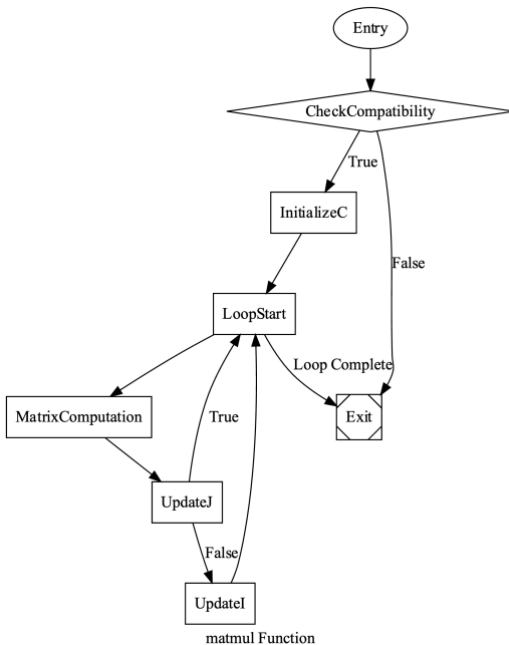 Entry
CheckCompatibility
True
InitializeC
False
LoopStart
Loop Complete
MatrixComputation
True
Exit
UpdateJ
False
UpdateI
matmul Function